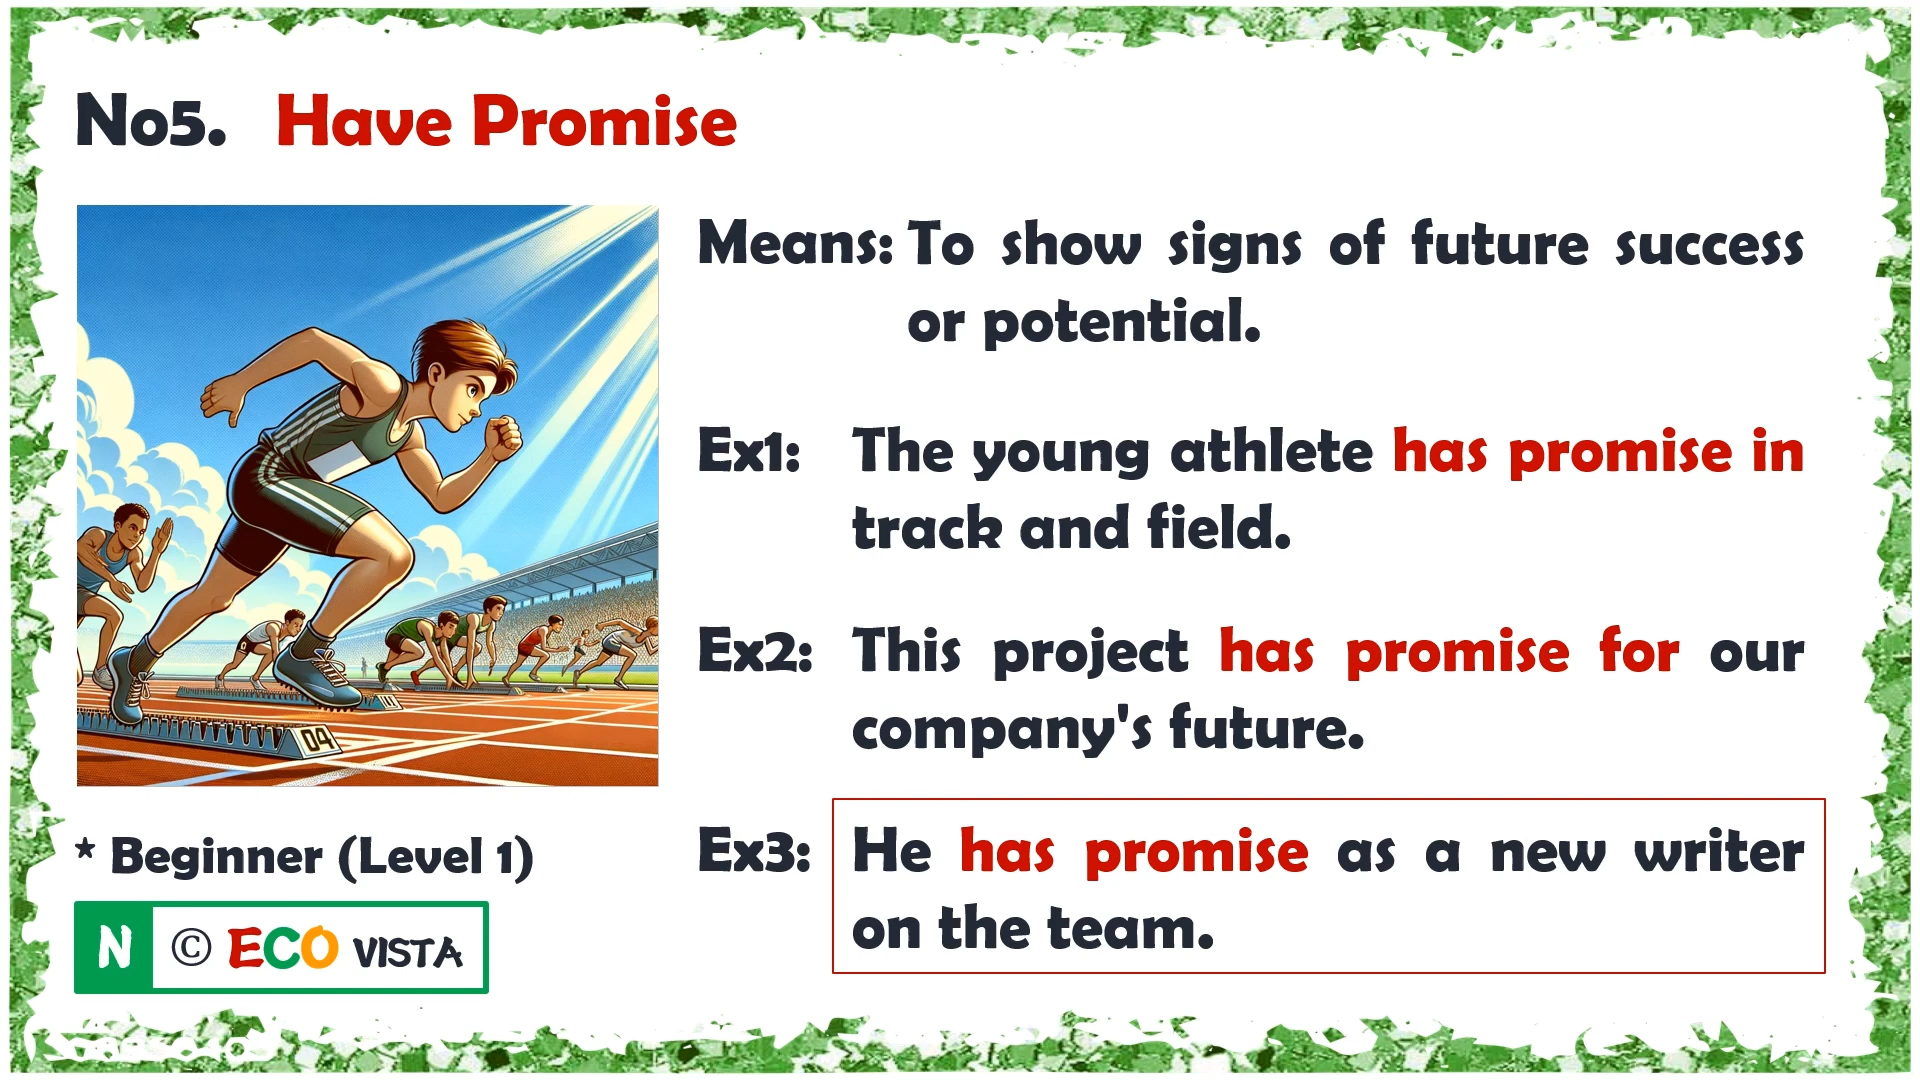 No5. Have Promise
Means: To show signs of future success
or potential.
Ex1: The young athlete has promise in
track and field.
Ex2: This project has promise for our
company's future.
Ex3: He has promise as a new writer
on the team.
04
* Beginner (Level 1)
N © ECO VISTA